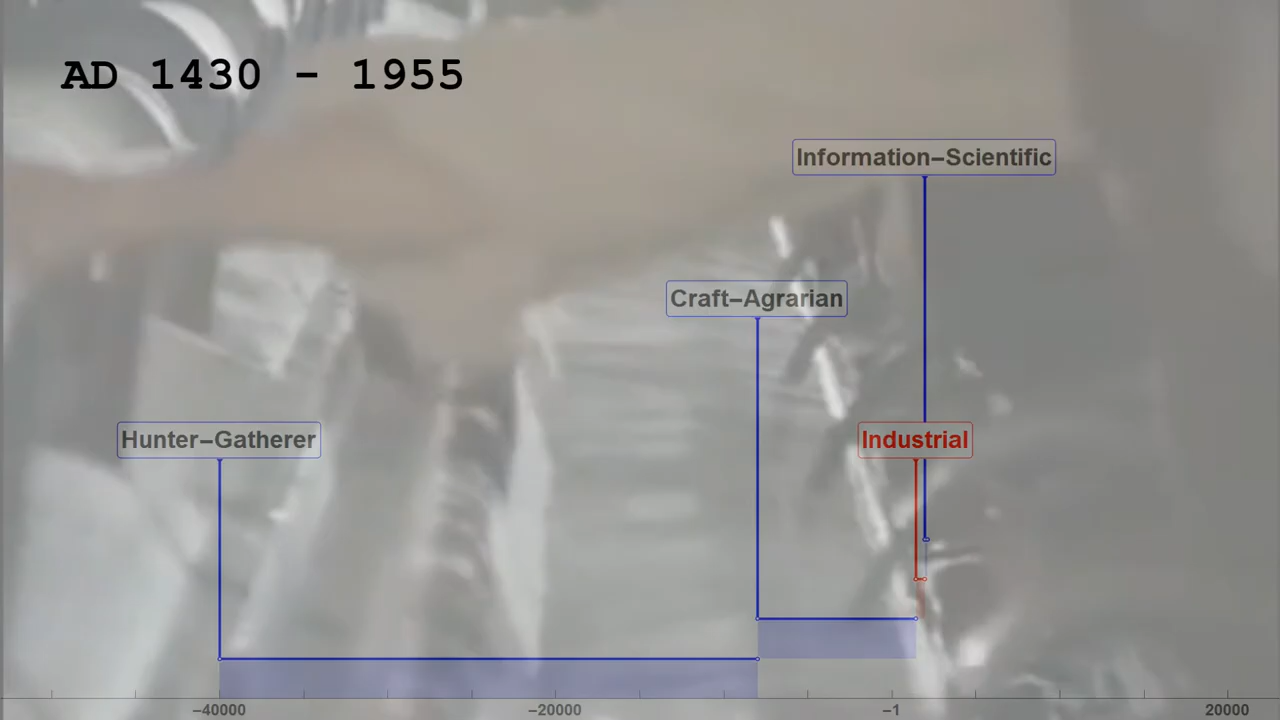 AD 1430 - 1955
Information–Scientific
Craft–Agrarian
Hunter–Gatherer
Industrial
−40000
−20000
−1
20000